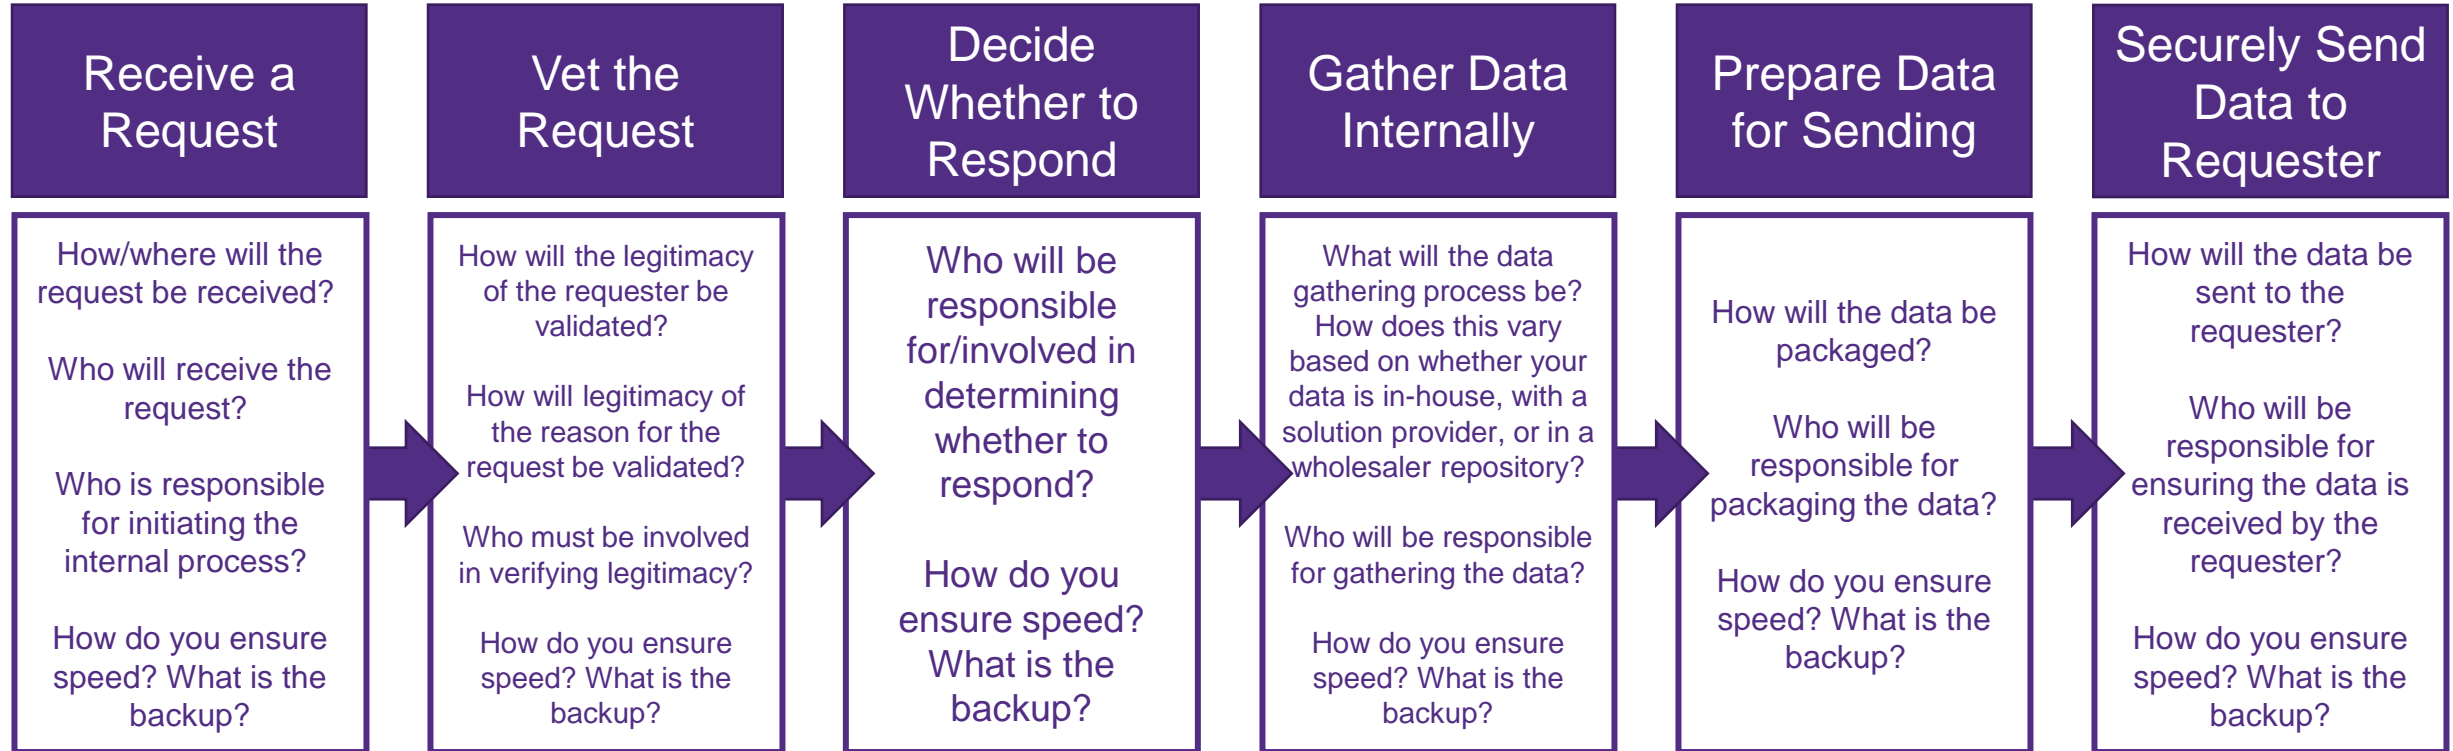 Receive a
Request
How/where will the
request be received?
Who will receive the
request?
Who is responsible
for initiating the
internal process?
How do you ensure
speed? What is the
backup?
Vet the
Request
How will the legitimacy
of the requester be
validated?
How will legitimacy of
the reason for the
request be validated?
Who must be involved
in verifying legitimacy?
How do you ensure
speed? What is the
backup?
Decide
Whether to
Respond
Who will be
responsible
for/involved in
determining
whether to
respond?
How do you
ensure speed?
What is the
backup?
Gather Data
Internally
What will the data
gathering process be?
How does this vary
based on whether your
data is in-house, with a
solution provider, or in a
wholesaler repository?
Who will be responsible
for gathering the data?
How do you ensure
speed? What is the
backup?
Prepare Data
for Sending
How will the data be
packaged?
Who will be
responsible for
packaging the data?
How do you ensure
speed? What is the
backup?
Securely Send
Data to
Requester
How will the data be
sent to the
requester?
Who will be
responsible for
ensuring the data is
received by the
requester?
How do you ensure
speed? What is the
backup?